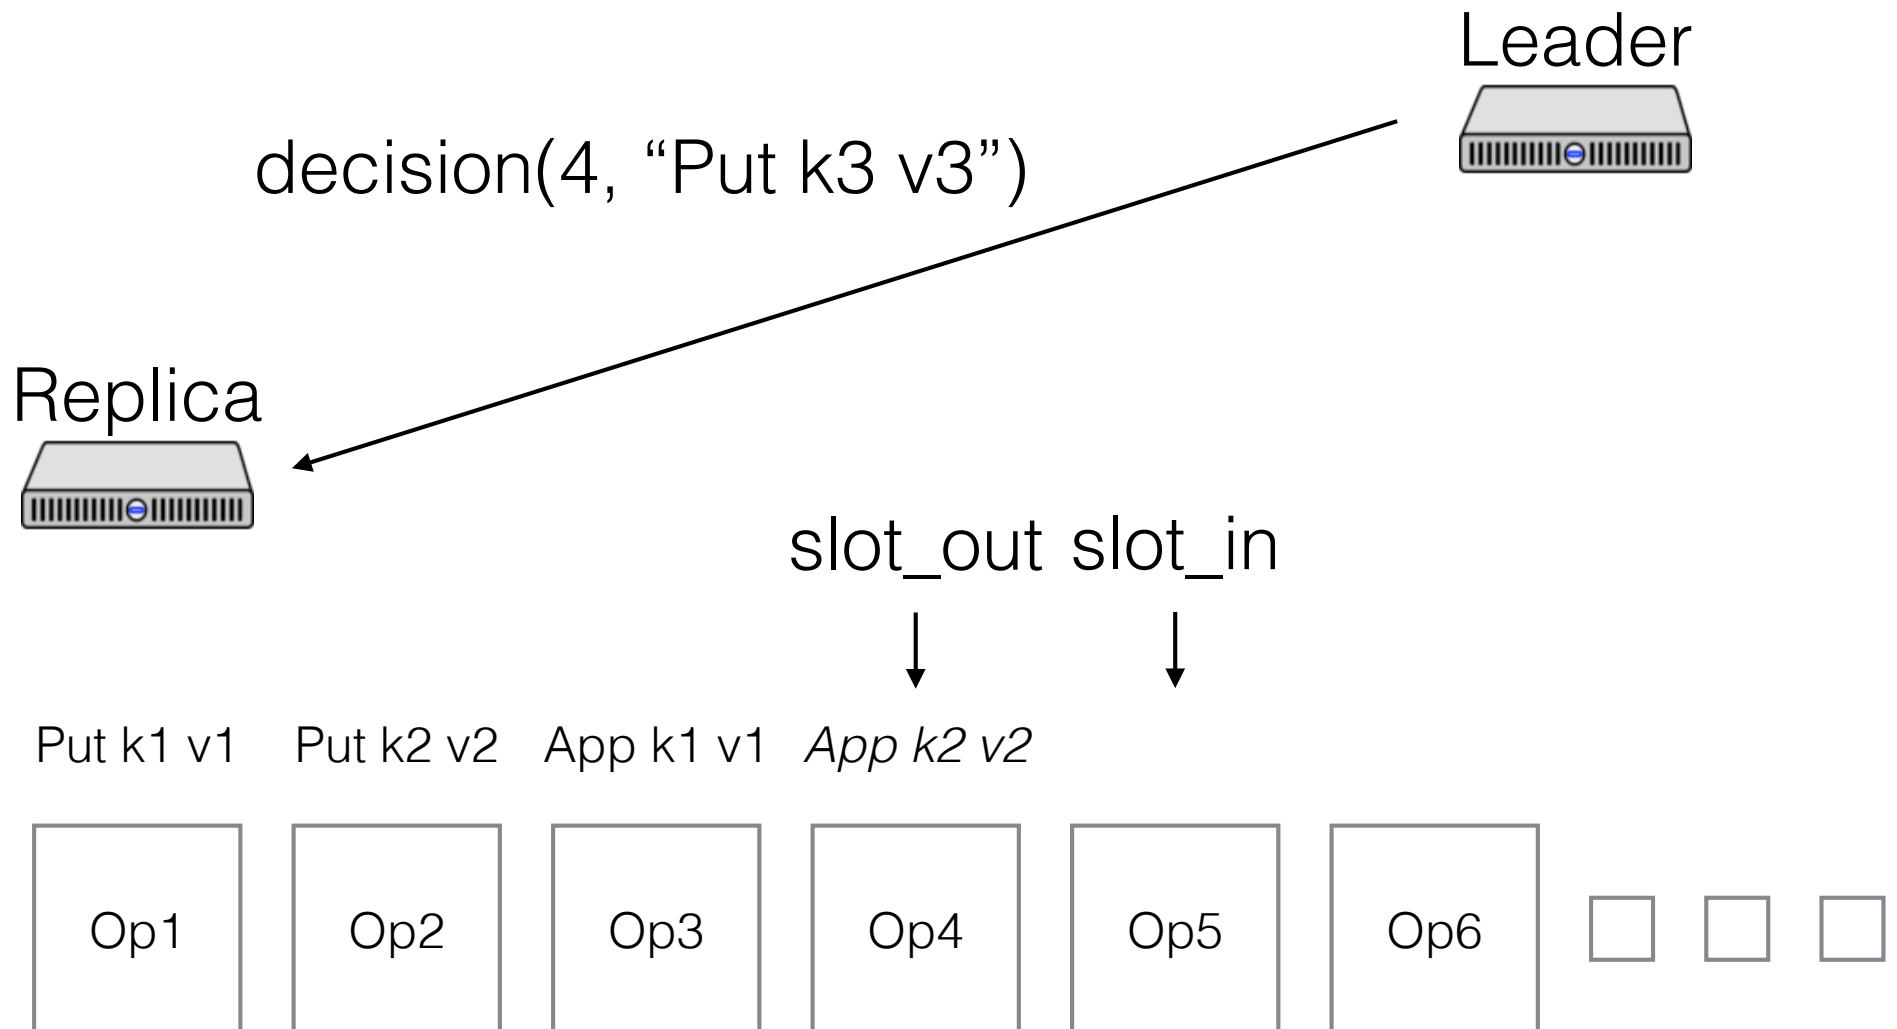 Leader
decision(4, “Put k3 v3”)
Replica
slot_out slot_in
Put k1 v1 Put k2 v2 App k1 v1 App k2 v2
Op1 Op2 Op3 Op4 Op5 Op6